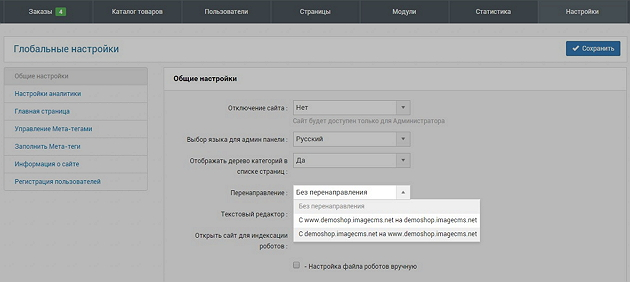 Заказы 4 Каталог товаров Пользователи Страницы Модули Статистика Настройки
Глобальные настройки
Сохранить
Общие настройки
Настройки аналитики
Главная страница
Управление Мета-тегами
Заполнить Мета-теги
Информация о сайте
Регистрация пользователей
Общие настройки
Отключение сайта : Нет
Сайт будет доступен только для Администратора
Выбор языка для админ панели : Русский
Отображать дерево категорий в
списке страниц : Да
Перенаправление : Без перенаправления
Без перенаправления
С www.demoshop.imagecms.net на demoshop.imagecms.net
С demoshop.imagecms.net на www.demoshop.imagecms.net
Текстовый редактор :
Открыть сайт для индексации
роботов :
- Настройка файла роботов вручную